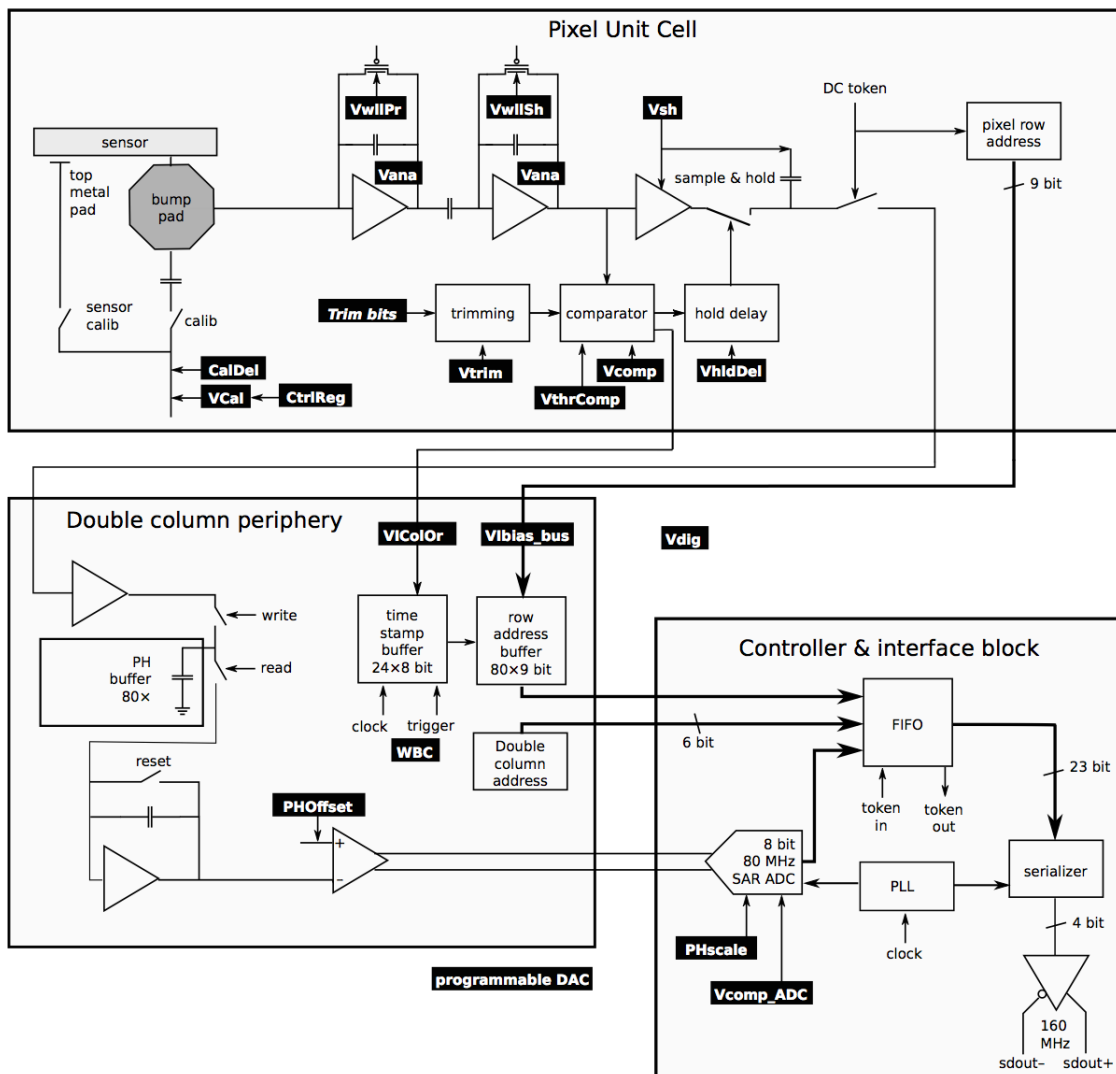 Pixel Unit Cell
VwllPr
VwllSh
Vsh
DC token
pixel row
address
sensor
top
metal
pad
bump
pad
Vana
Vana
sample & hold
9 bit
sensor
calib
calib
Trim bits
trimming
comparator
hold delay
CalDel
VCal
CtrlReg
Vtrim
VthrComp
Vcomp
VhldDel
Double column periphery
VIColOr
VIbias_bus
Vdig
write
read
PH
buffer
80×
time
stamp
buffer
24×8 bit
row
address
buffer
80×9 bit
clock
trigger
WBC
Double
column
address
6 bit
reset
PHOffset
+
–
Controller & interface block
FIFO
token
in
token
out
23 bit
8 bit
80 MHz
SAR ADC
PLL
serializer
clock
4 bit
PHscale
Vcomp_ADC
programmable DAC
160
MHz
sdout–
sdout+